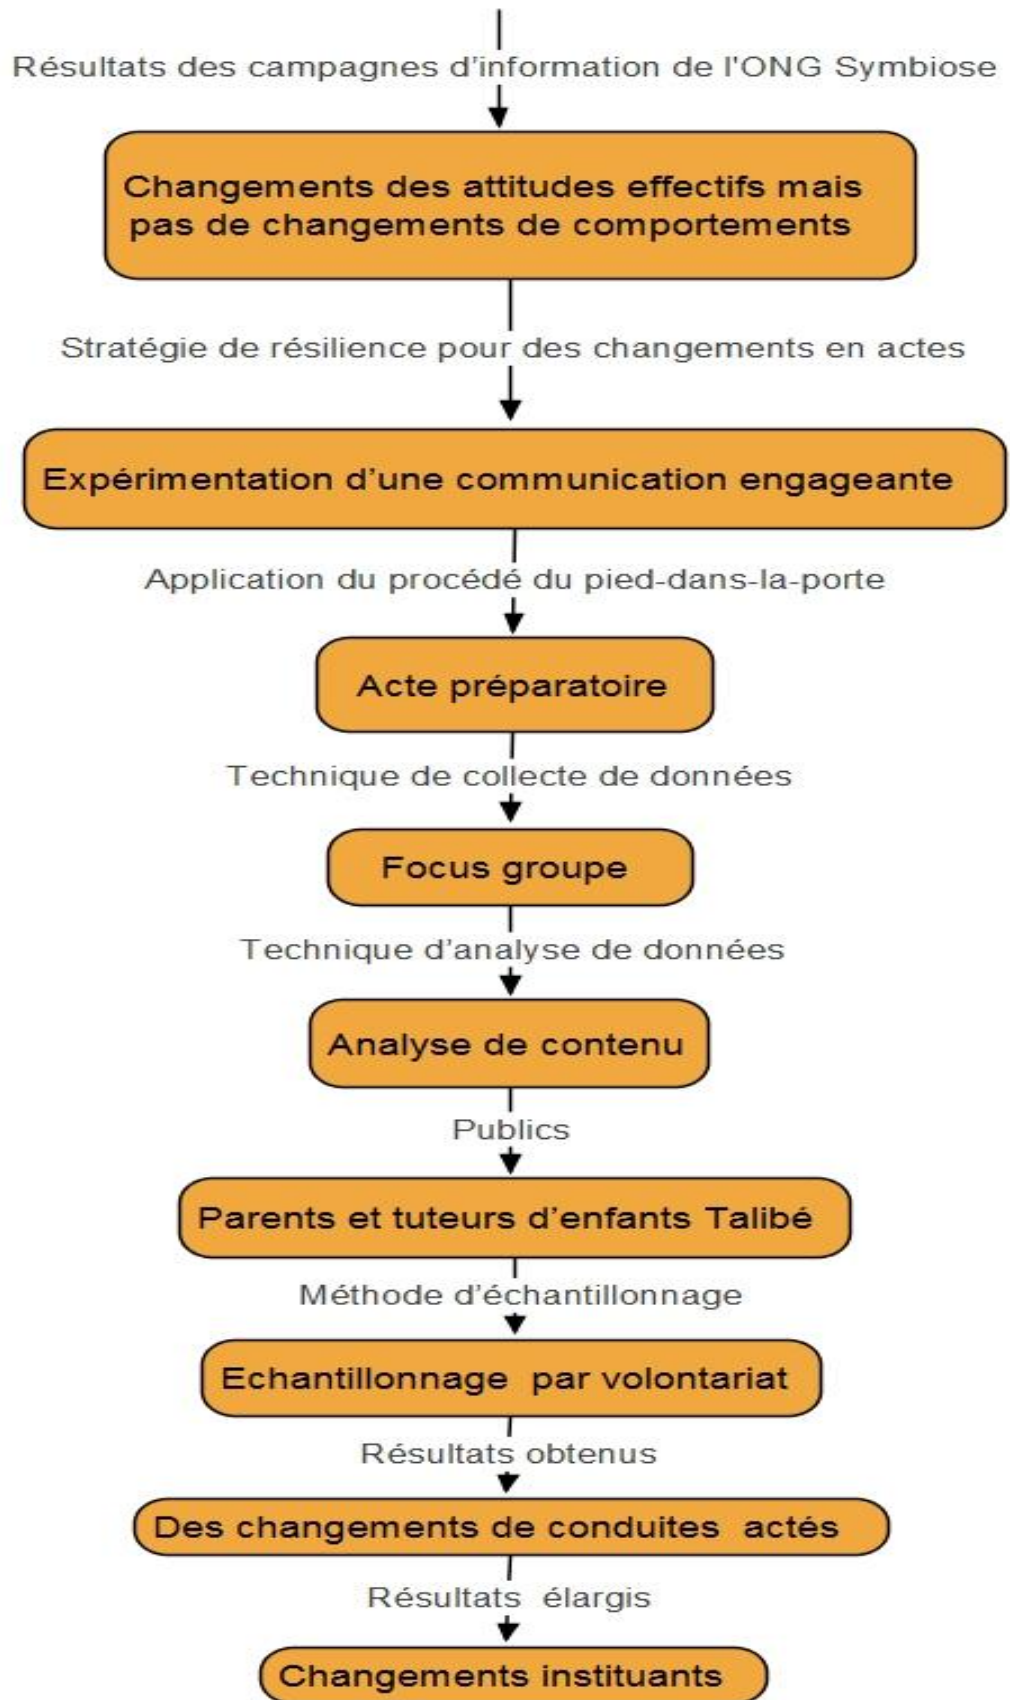 Résultats des campagnes d’information de l'ONG Symbiose
Changements des attitudes effectifs mais
pas de changements de comportements
Stratégie de résilience pour des changements en actes
Expérimentation d’une communication engageante
Application du procédé du pied-dans-la-porte
Acte préparatoire
Technique de collecte de données
Focus groupe
Technique d’analyse de données
Analyse de contenu
Publics
Parents et tuteurs d’enfants Talibé
Méthode d’échantillonnage
Echantillonnage par volontariat
Résultats obtenus
Des changements de conduites actés
Résultats élargis
Changements instituants